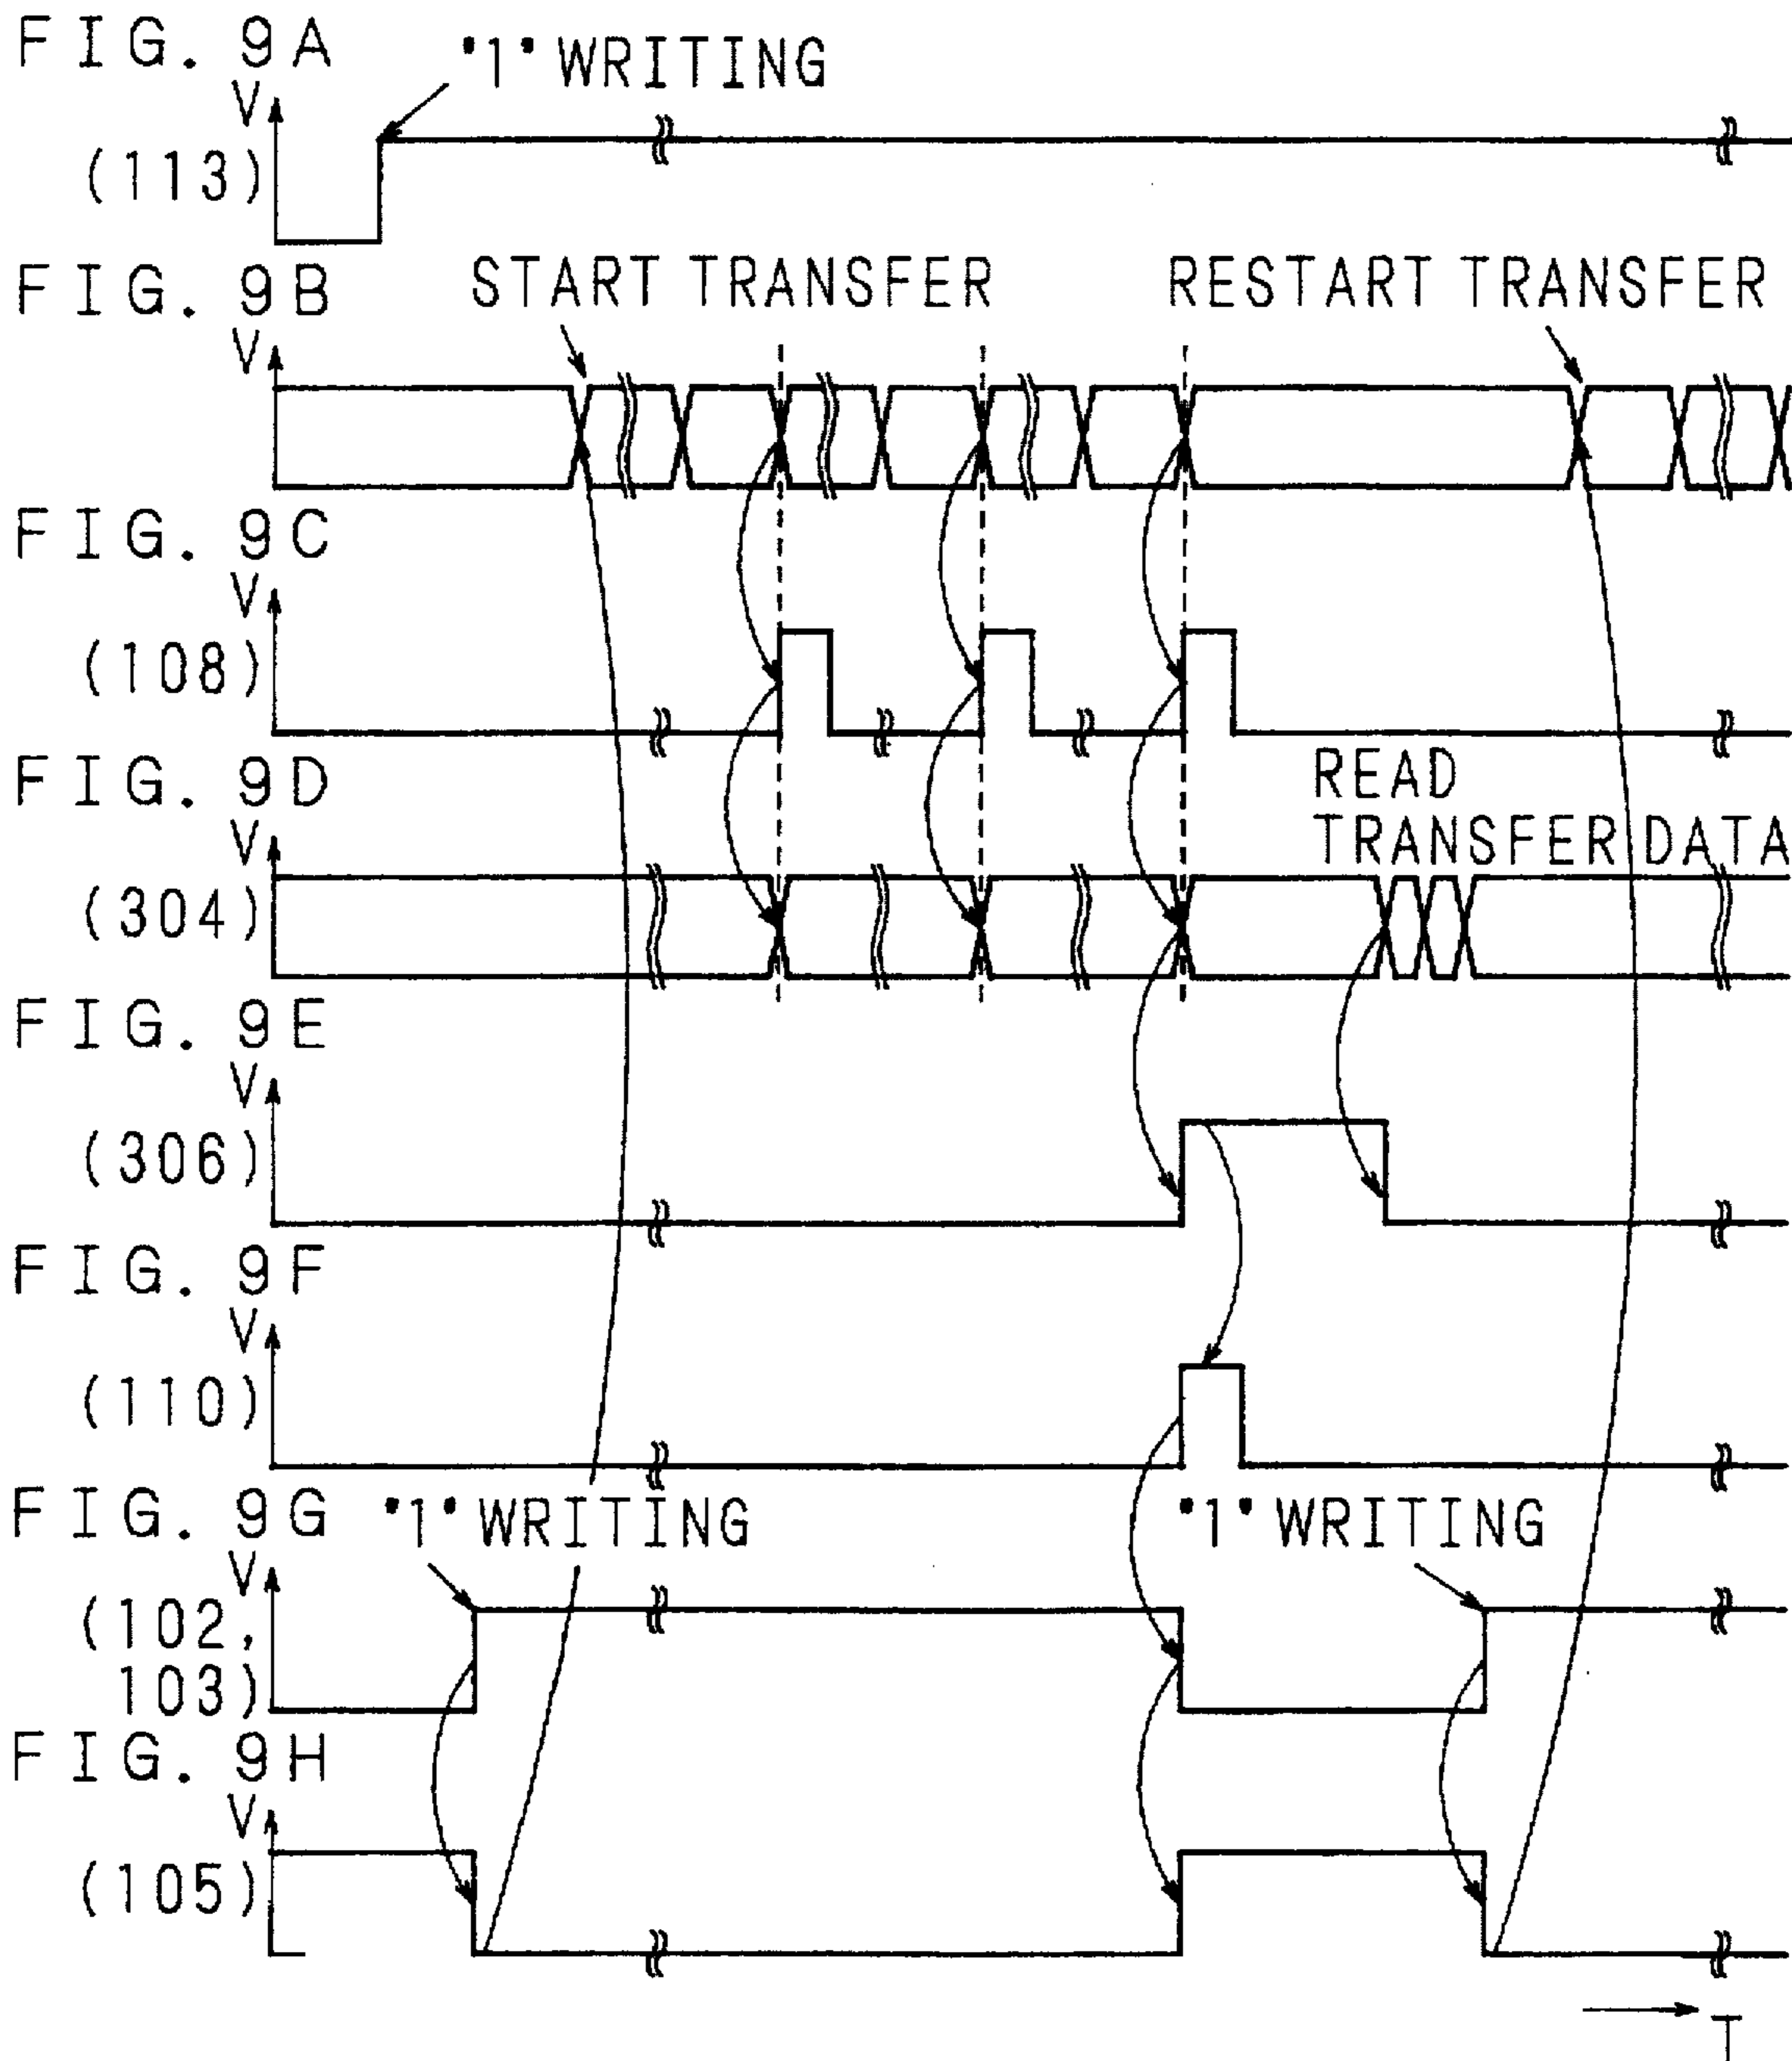 FIG. 9A
"1" WRITING
V
(113)
FIG. 9B
START TRANSFER
RESTART TRANSFER
V
FIG. 9C
V
(108)
FIG. 9D
READ
TRANSFER DATA
V
(304)
FIG. 9E
V
(306)
FIG. 9F
V
(110)
FIG. 9G
"1" WRITING
"1" WRITING
V
(102,
103)
FIG. 9H
V
(105)
T